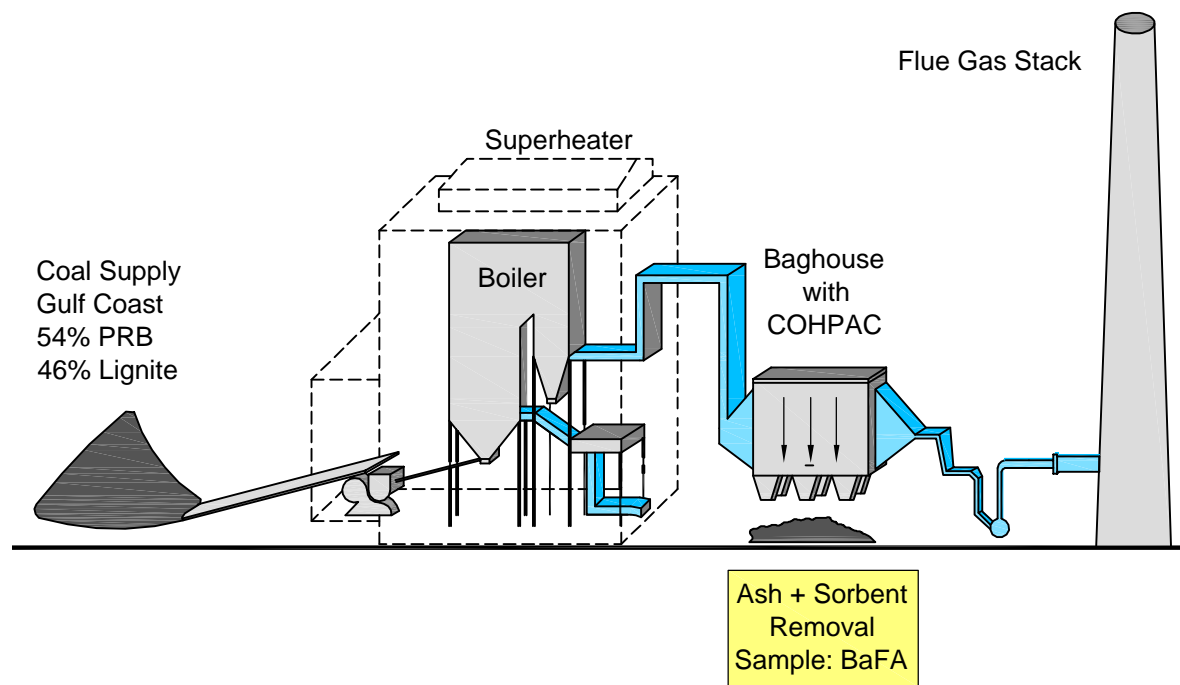 Flue Gas Stack
Superheater
Coal Supply
Gulf Coast
54% PRB
46% Lignite
Boiler
Baghouse
with
COHPAC
Ash + Sorbent
Removal
Sample: BaFA